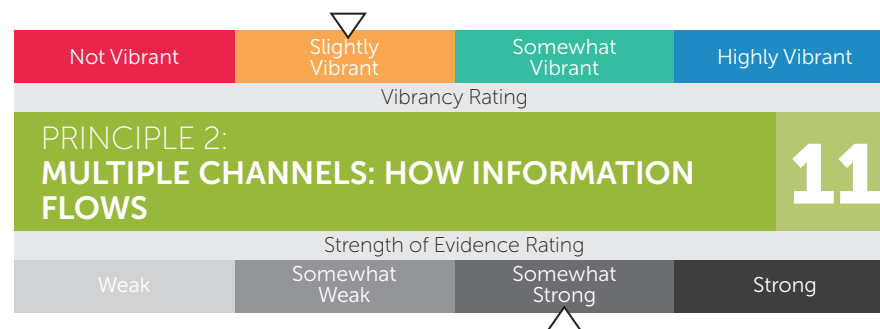 Not Vibrant
Slightly
Vibrant
Somewhat
Vibrant
Highly Vibrant
Vibrancy Rating
PRINCIPLE 2:
MULTIPLE CHANNELS: HOW INFORMATION
FLOWS
11
Strength of Evidence Rating
Weak
Somewhat
Weak
Somewhat
Strong
Strong